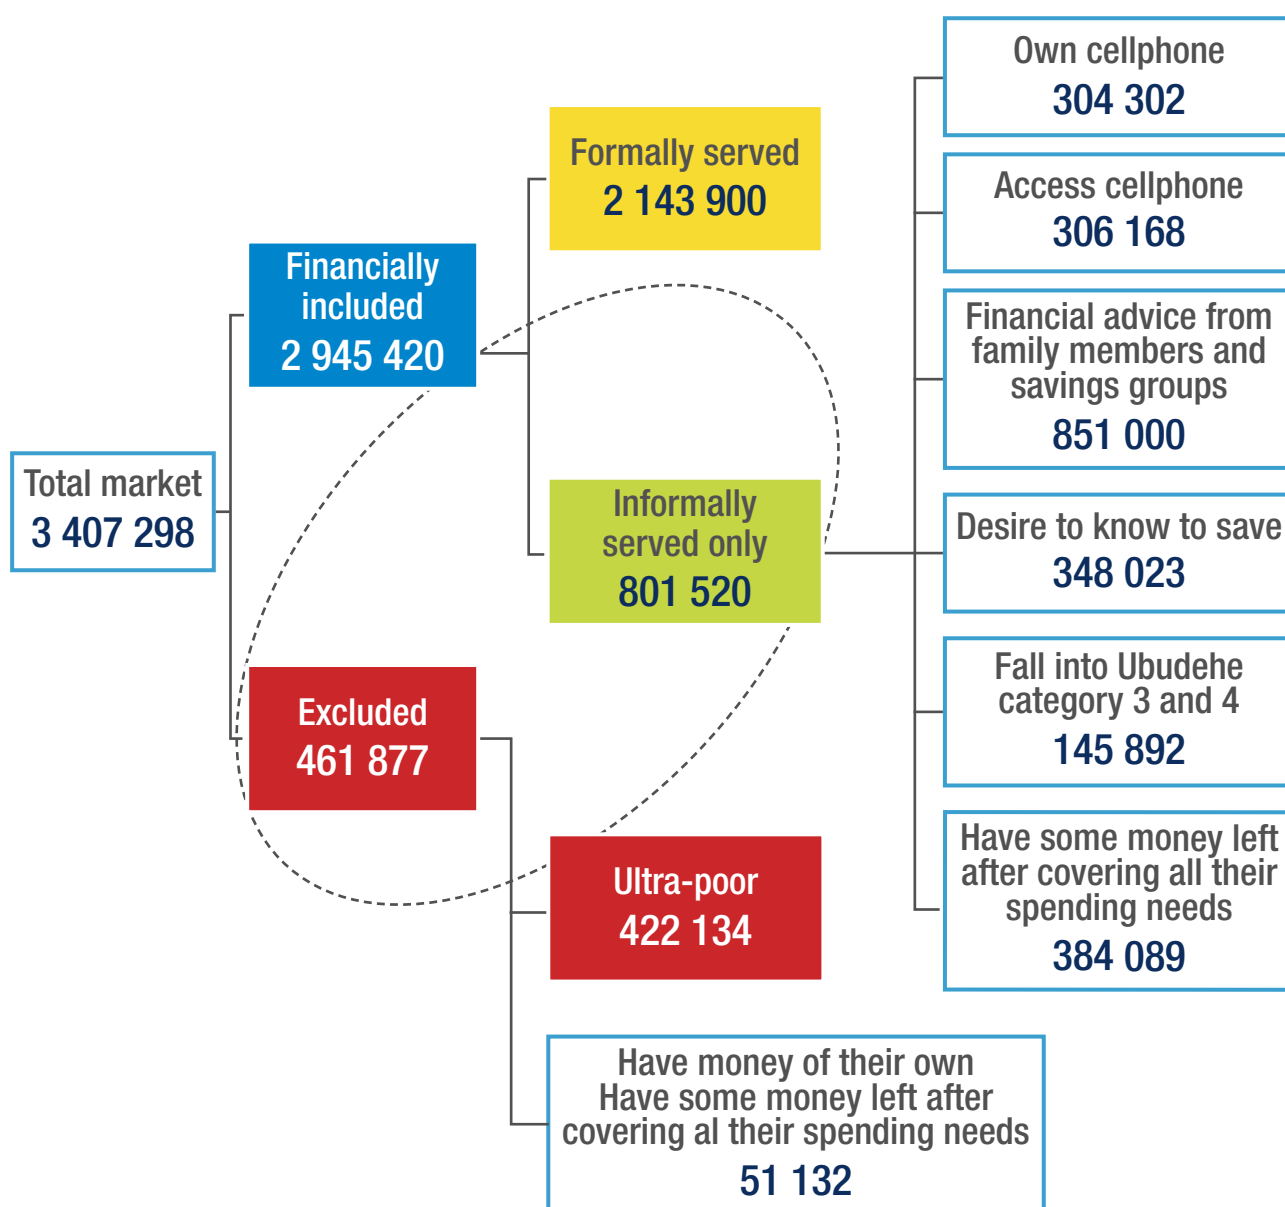 Total market
3 407 298
Financially
included
2 945 420
Excluded
461 877
Formally served
2 143 900
Informally
served only
801 520
Ultra-poor
422 134
Have money of their own
Have some money left after
covering al their spending needs
51 132
Own cellphone
304 302
Access cellphone
306 168
Financial advice from
family members and
savings groups
851 000
Desire to know to save
348 023
Fall into Ubudehe
category 3 and 4
145 892
Have some money left
after covering all their
spending needs
384 089